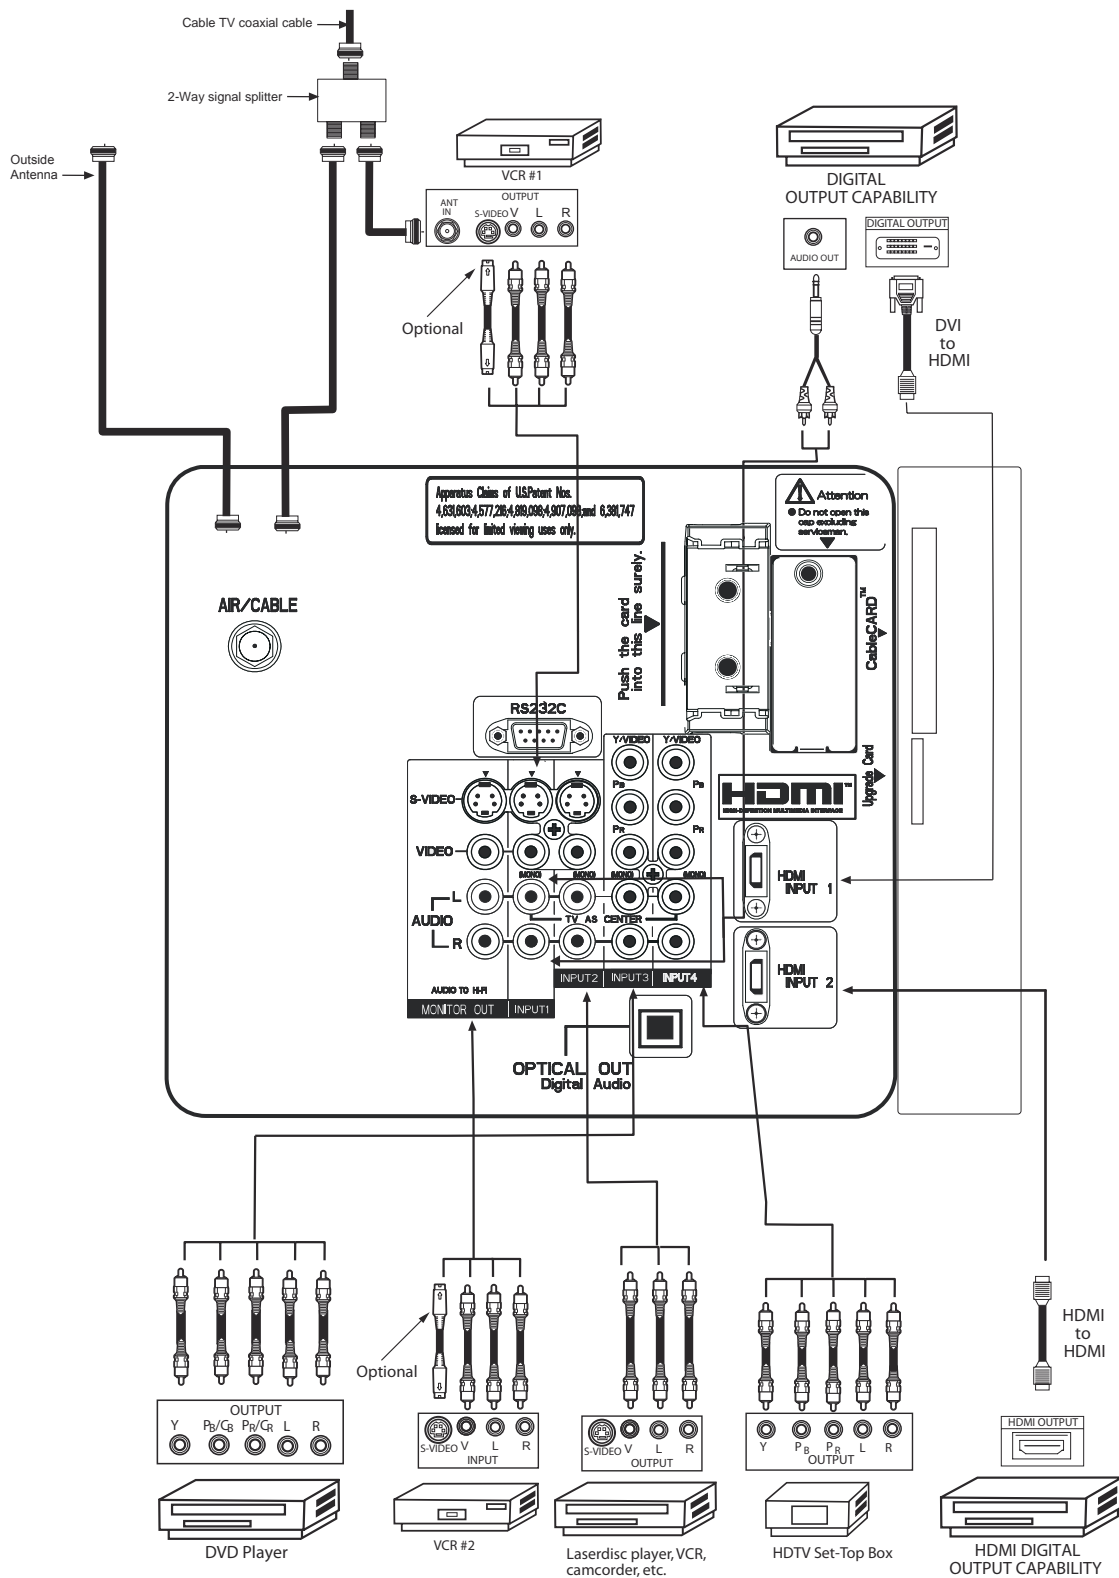 Cable TV coaxial cable
2-Way signal splitter
Outside
Antenna
VCR #1
OUTPUT
ANT
IN
S-VIDEO V L R
Optional
DIGITAL
OUTPUT CAPABILITY
AUDIO OUT
DIGITAL OUTPUT
DVI
to
HDMI
Apparatus Claims of U.S.Patent Nos.
4,631,603;4,577,216;4,819,098;4,907,093;and 6,381,747
licensed for limited viewing uses only.
Attention
Do not open this
cap excluding
serviceman.
Push the card
into this line surely.
CableCARD™
Upgrade Card
AIR/CABLE
RS232C
Y/VIDEO Y/VIDEO
PB PB
PR PR
S-VIDEO
VIDEO
(MONO) (MONO) (MONO) (MONO)
L
AUDIO
R
TV AS CENTER
AUDIO TO HI-FI
MONITOR OUT INPUT1
INPUT2 INPUT3 INPUT4
HDMI™
HIGH-DEFINITION MULTIMEDIA INTERFACE
HDMI
INPUT 1
HDMI
INPUT 2
OPTICAL OUT
Digital Audio
Optional
HDMI
to
HDMI
OUTPUT
Y PB/CB PR/CR L R
DVD Player
S-VIDEO V L R
INPUT
VCR #2
S-VIDEO V L R
OUTPUT
Laserdisc player, VCR,
camcorder, etc.
Y PB PR L R
OUTPUT
HDTV Set-Top Box
HDMI OUTPUT
HDMI DIGITAL
OUTPUT CAPABILITY